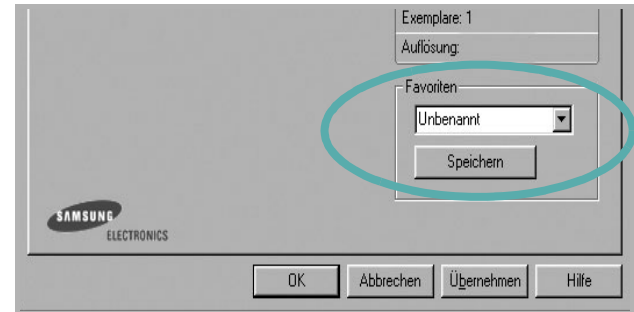 Exemplare: 1
Auflösung:
Favoriten
Unbenannt
Speichern
SAMSUNG
ELECTRONICS
OK Abbrechen Übernehmen Hilfe